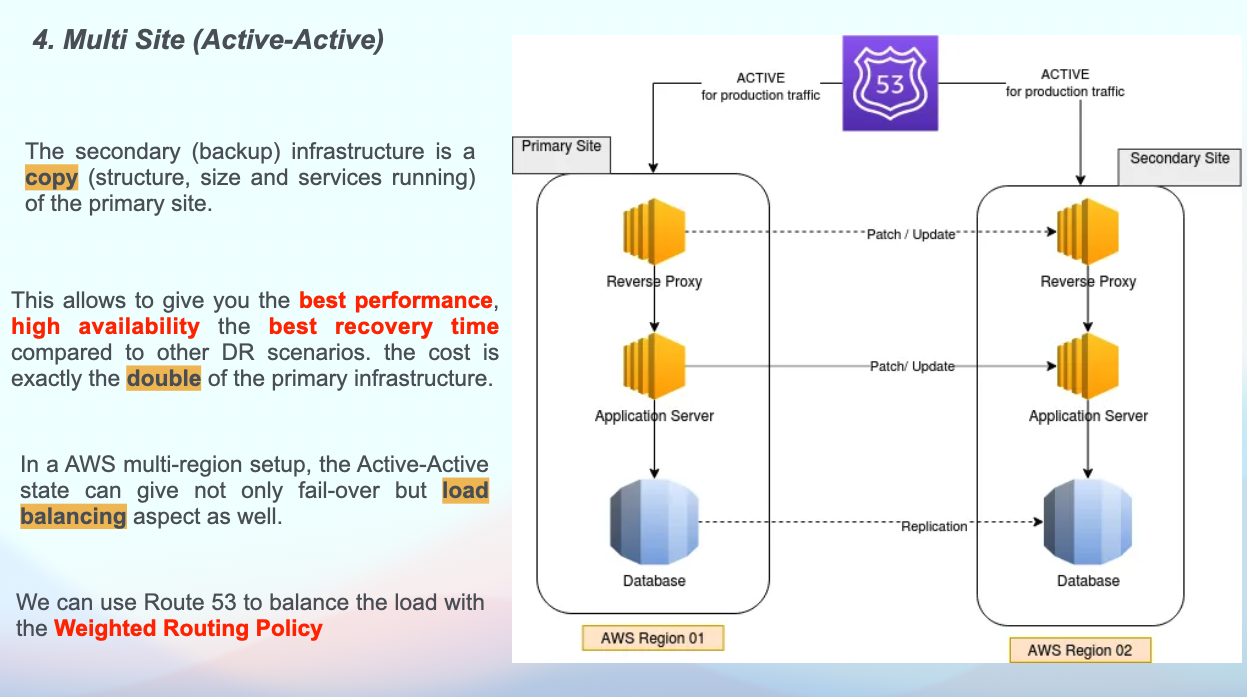 4. Multi Site (Active-Active)
The secondary (backup) infrastructure is a
copy (structure, size and services running)
of the primary site.
This allows to give you the best performance,
high availability the best recovery time
compared to other DR scenarios. the cost is
exactly the double of the primary infrastructure.
In a AWS multi-region setup, the Active-Active
state can give not only fail-over but load
balancing aspect as well.
We can use Route 53 to balance the load with
the Weighted Routing Policy
53
ACTIVE
for production traffic
ACTIVE
for production traffic
Primary Site
Secondary Site
Reverse Proxy
Patch / Update
Reverse Proxy
Application Server
Patch/ Update
Application Server
Database
Replication
Database
AWS Region 01
AWS Region 02